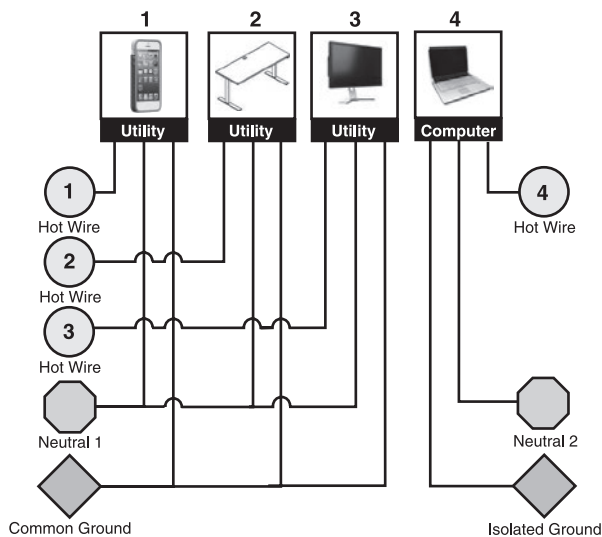 1 2 3 4
Utility Utility Utility Computer
1 4
Hot Wire Hot Wire
2
Hot Wire
3
Hot Wire
Neutral 1 Neutral 2
Common Ground Isolated Ground